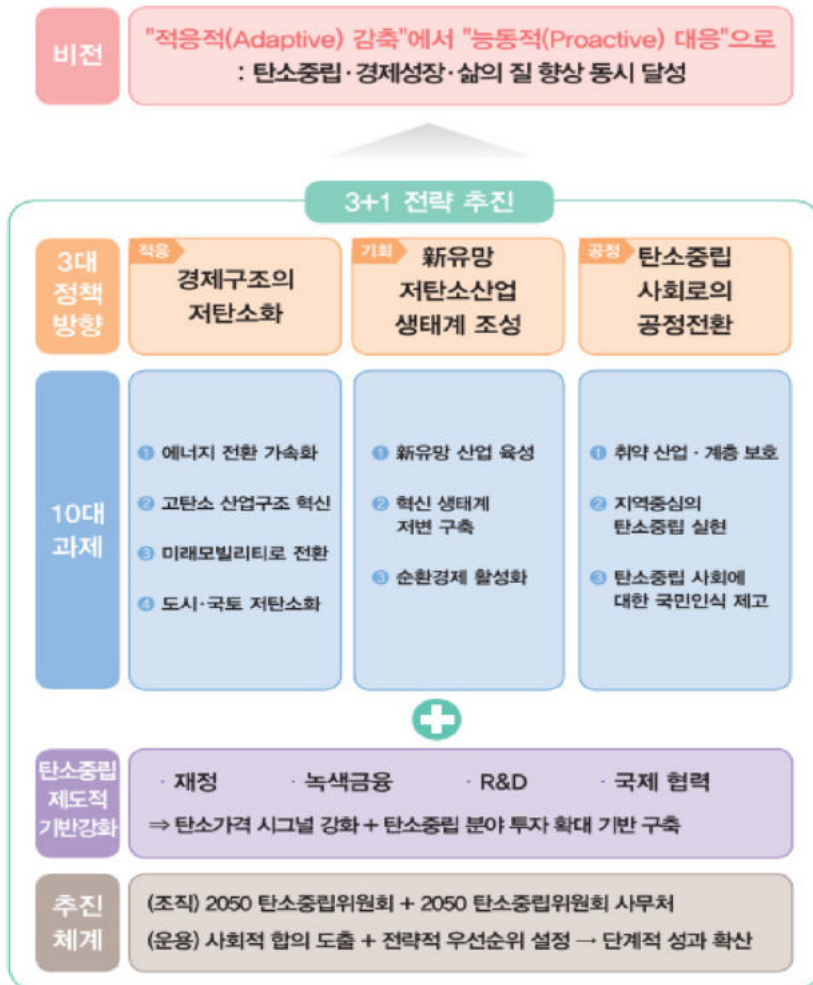 비전
"적응적(Adaptive) 감축"에서 "능동적(Proactive) 대응"으로
: 탄소중립·경제성장·삶의 질 향상 동시 달성
3+1 전략 추진
3대
정책
방향
적응
경제구조의
저탄소화
기회
新유망
저탄소산업
생태계 조성
공정
탄소중립
사회로의
공정전환
10대
과제
① 에너지 전환 가속화
② 고탄소 산업구조 혁신
③ 미래모빌리티로 전환
④ 도시·국토 저탄소화
① 新유망 산업 육성
② 혁신 생태계
저변 구축
③ 순환경제 활성화
① 취약 산업·계층 보호
② 지역중심의
탄소중립 실현
③ 탄소중립 사회에
대한 국민인식 제고
탄소중립
제도적
기반강화
· 재정 · 녹색금융 · R&D · 국제 협력
⇒ 탄소가격 시그널 강화 + 탄소중립 분야 투자 확대 기반 구축
추진
체계
(조직) 2050 탄소중립위원회 + 2050 탄소중립위원회 사무처
(운용) 사회적 합의 도출 + 전략적 우선순위 설정 → 단계적 성과 확산